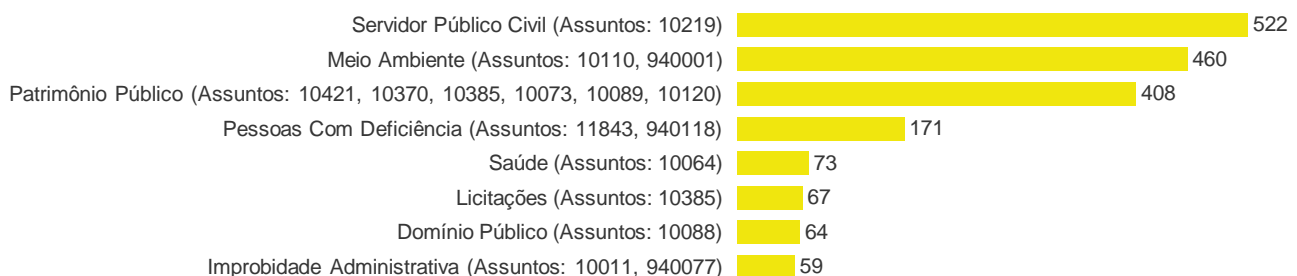 Servidor Público Civil (Assuntos: 10219) 522
Meio Ambiente (Assuntos: 10110, 940001) 460
Patrimônio Público (Assuntos: 10421, 10370, 10385, 10073, 10089, 10120) 408
Pessoas Com Deficiência (Assuntos: 11843, 940118) 171
Saúde (Assuntos: 10064) 73
Licitações (Assuntos: 10385) 67
Domínio Público (Assuntos: 10088) 64
Improbidade Administrativa (Assuntos: 10011, 940077) 59